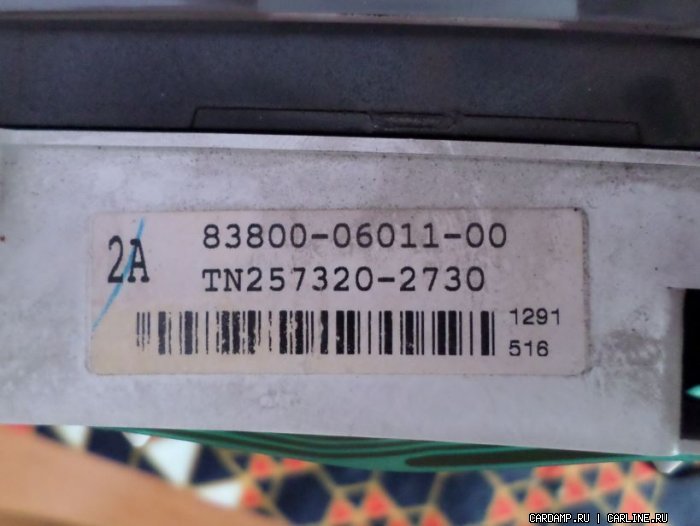 2A
83800-06011-00
TN257320-2730
1291
516
CARDAMP.RU | CARLINE.RU